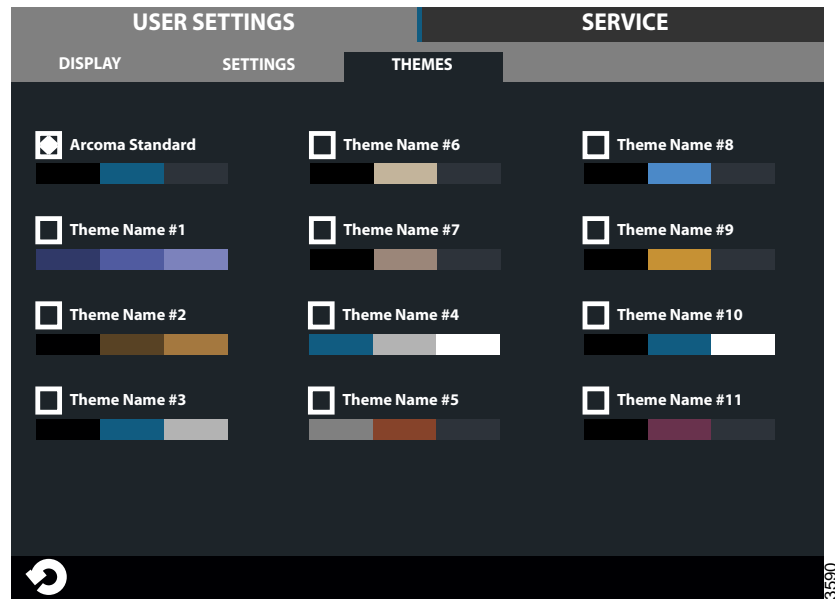 USER SETTINGS
SERVICE
DISPLAY
SETTINGS
THEMES
Arcoma Standard
Theme Name #6
Theme Name #8
Theme Name #1
Theme Name #7
Theme Name #9
Theme Name #2
Theme Name #4
Theme Name #10
Theme Name #3
Theme Name #5
Theme Name #11
3590